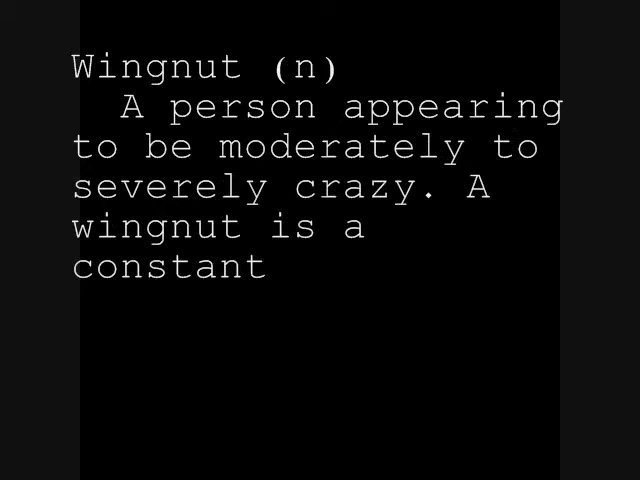 Wingnut (n)
A person appearing
to be moderately to
severely crazy. A
wingnut is a
constant